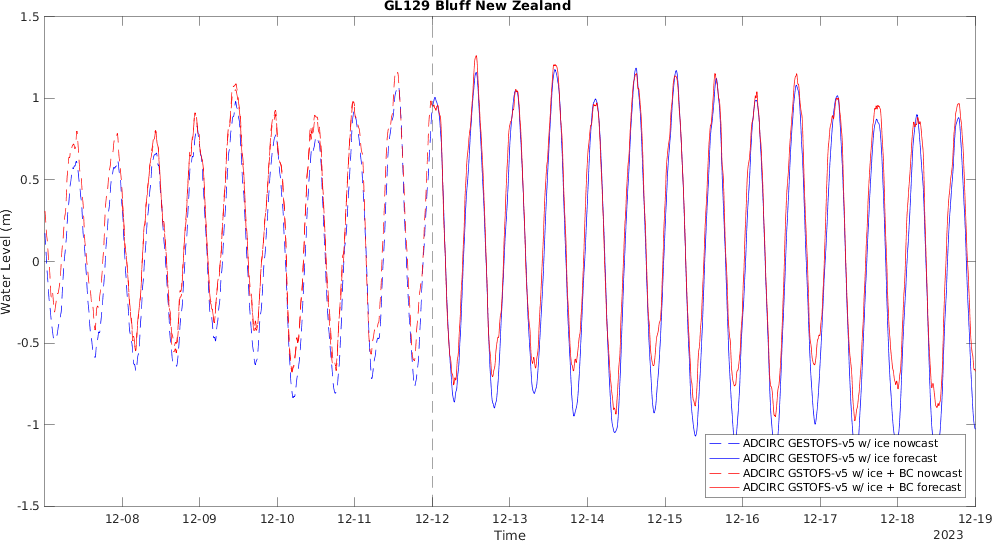 GL129 Bluff New Zealand
1.5
1
0.5
0
-0.5
-1
-1.5
Water Level (m)
ADCIRC GESTOFS-v5 w/ ice nowcast
ADCIRC GESTOFS-v5 w/ ice forecast
ADCIRC GSTOFS-v5 w/ ice + BC nowcast
ADCIRC GSTOFS-v5 w/ ice + BC forecast
12-08 12-09 12-10 12-11 12-12 12-13 12-14 12-15 12-16 12-17 12-18 12-19
Time
2023